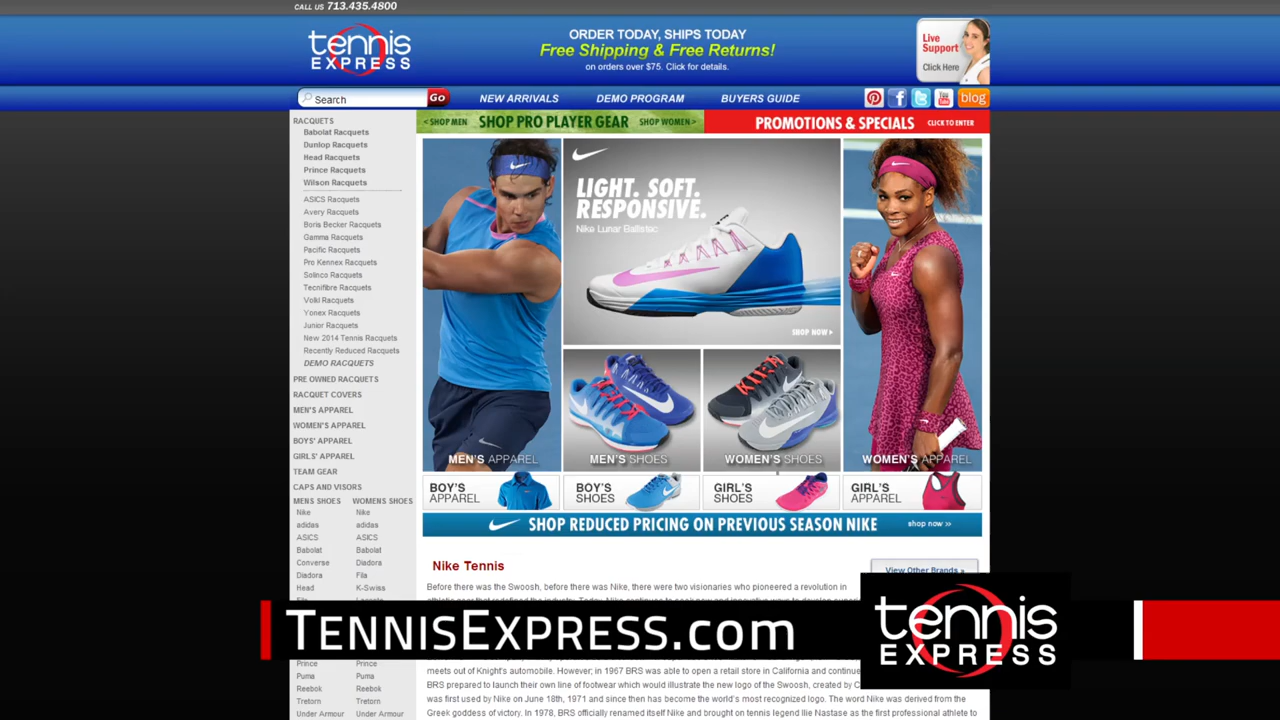 CALL US 713.435.4800
tennis
EXPRESS
ORDER TODAY, SHIPS TODAY
Free Shipping & Free Returns!
on orders over $75. Click for details.
Live
Support
Click Here
Search
Go
NEW ARRIVALS
DEMO PROGRAM
BUYERS GUIDE
You
Tube
blog
< SHOP MEN SHOP PRO PLAYER GEAR SHOP WOMEN >
PROMOTIONS & SPECIALS CLICK TO ENTER
RACQUETS
Babolat Racquets
Dunlop Racquets
Head Racquets
Prince Racquets
Wilson Racquets
ASICS Racquets
Avery Racquets
Boris Becker Racquets
Gamma Racquets
Pacific Racquets
Pro Kennex Racquets
Solinco Racquets
Tecnifibre Racquets
Volkl Racquets
Yonex Racquets
Junior Racquets
New 2014 Tennis Racquets
Recently Reduced Racquets
DEMO RACQUETS
PRE OWNED RACQUETS
RACQUET COVERS
MEN'S APPAREL
WOMEN'S APPAREL
BOYS' APPAREL
GIRLS' APPAREL
TEAM GEAR
CAPS AND VISORS
MENS SHOES WOMENS SHOES
Nike Nike
adidas adidas
ASICS ASICS
Babolat Babolat
Converse Diadora
Diadora Fila
Head K-Swiss
Prince Prince
Puma Puma
Reebok Reebok
Tretorn Tretorn
Under Armour Under Armour
LIGHT. SOFT.
RESPONSIVE.
Nike Lunar Ballistec
SHOP NOW >
MEN'S APPAREL
MEN'S SHOES
WOMEN'S SHOES
WOMEN'S APPAREL
BOY'S
APPAREL
BOY'S
SHOES
GIRL'S
SHOES
GIRL'S
APPAREL
SHOP REDUCED PRICING ON PREVIOUS SEASON NIKE shop now >>
Nike Tennis
View Other Brands »
Before there was the Swoosh, before there was Nike, there were two visionaries who pioneered a revolution in
TENNISEXPRESS.COM
tennis
EXPRESS
meets out of Knight's automobile. However, in 1967 BRS was able to open a retail store in California and continue
BRS prepared to launch their own line of footwear which would illustrate the new logo of the Swoosh, created by C
was first used by Nike on June 18th, 1971 and since then has become the world's most recognized logo. The word Nike was derived from the
Greek goddess of victory. In 1978, BRS officially renamed itself Nike and brought on tennis legend Ilie Nastase as the first professional athlete to